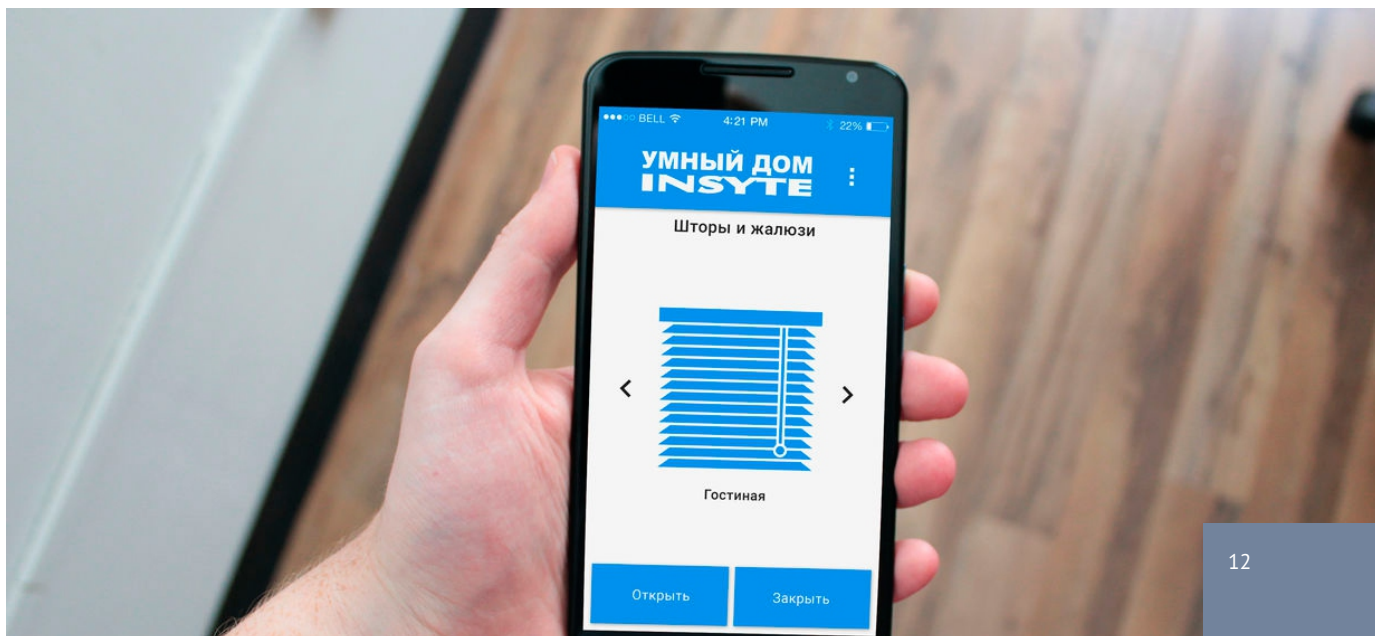 BELL 4:21 PM 22%
УМНЫЙ ДОМ
INSYTE
Шторы и жалюзи
Гостиная
Открыть Закрыть
12